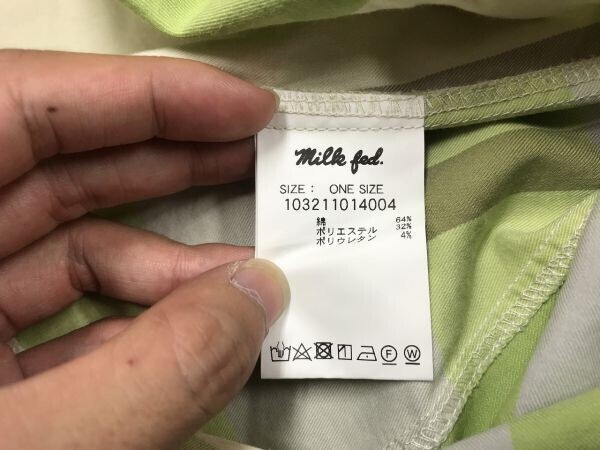 Milk fed.
SIZE: ONE SIZE
103211014004
綿 64%
ポリエステル 32%
ポリウレタン 4%
F W